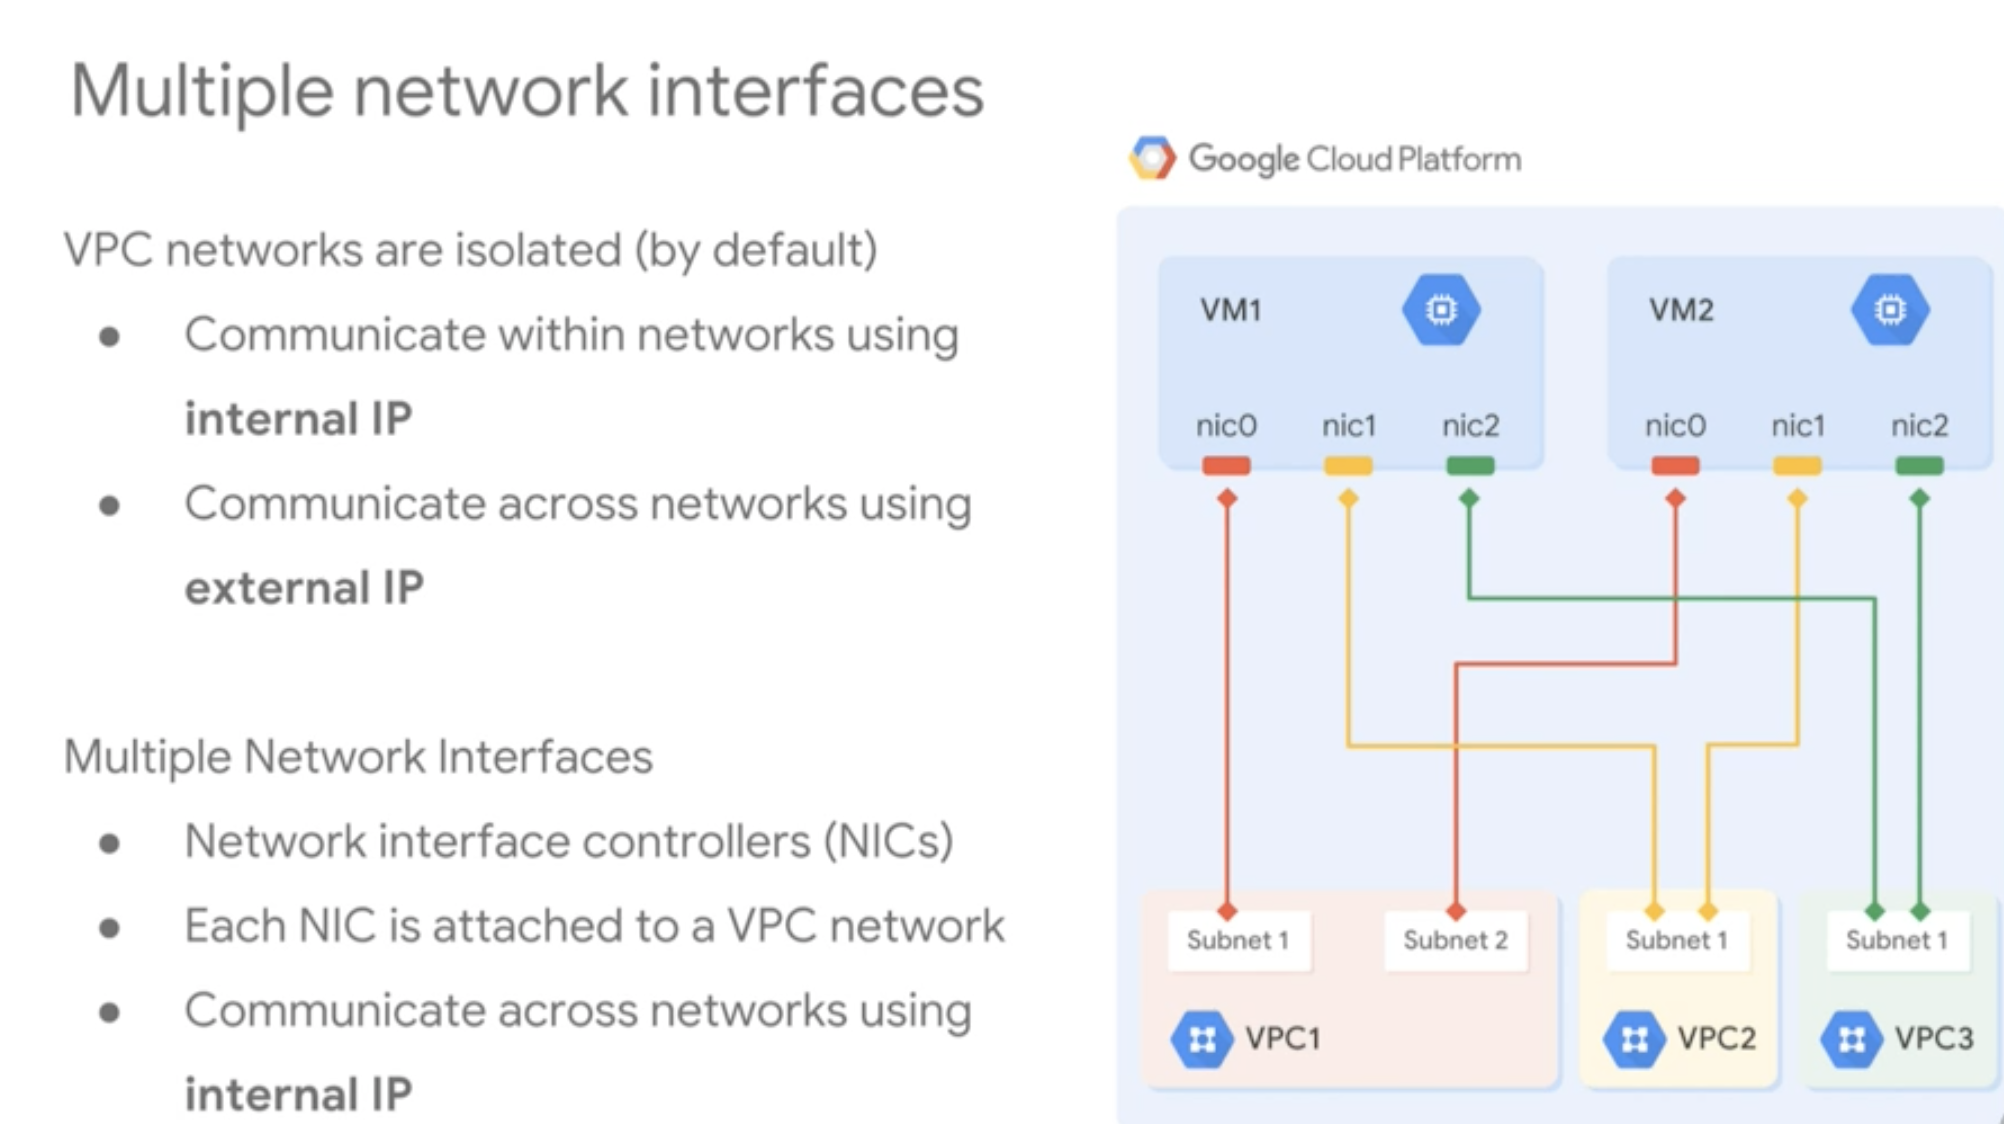 Multiple network interfaces
VPC networks are isolated (by default)
● Communicate within networks using
internal IP
● Communicate across networks using
external IP
Multiple Network Interfaces
● Network interface controllers (NICs)
● Each NIC is attached to a VPC network
● Communicate across networks using
internal IP
Google Cloud Platform
VM1
nic0 nic1 nic2
VM2
nic0 nic1 nic2
Subnet 1 Subnet 2
VPC1
Subnet 1
VPC2
Subnet 1
VPC3